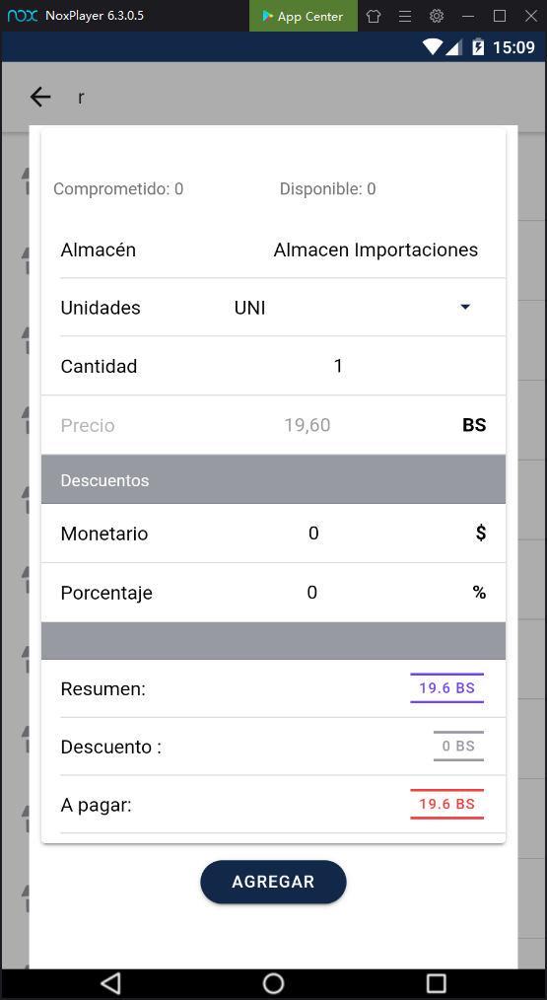 nox NoxPlayer 6.3.0.5 App Center
15:09
r
Comprometido: 0 Disponible: 0
Almacén Almacen Importaciones
Unidades UNI
Cantidad 1
Precio 19,60 BS
Descuentos
Monetario 0 $
Porcentaje 0 %
Resumen: 19.6 BS
Descuento : 0 BS
A pagar: 19.6 BS
AGREGAR